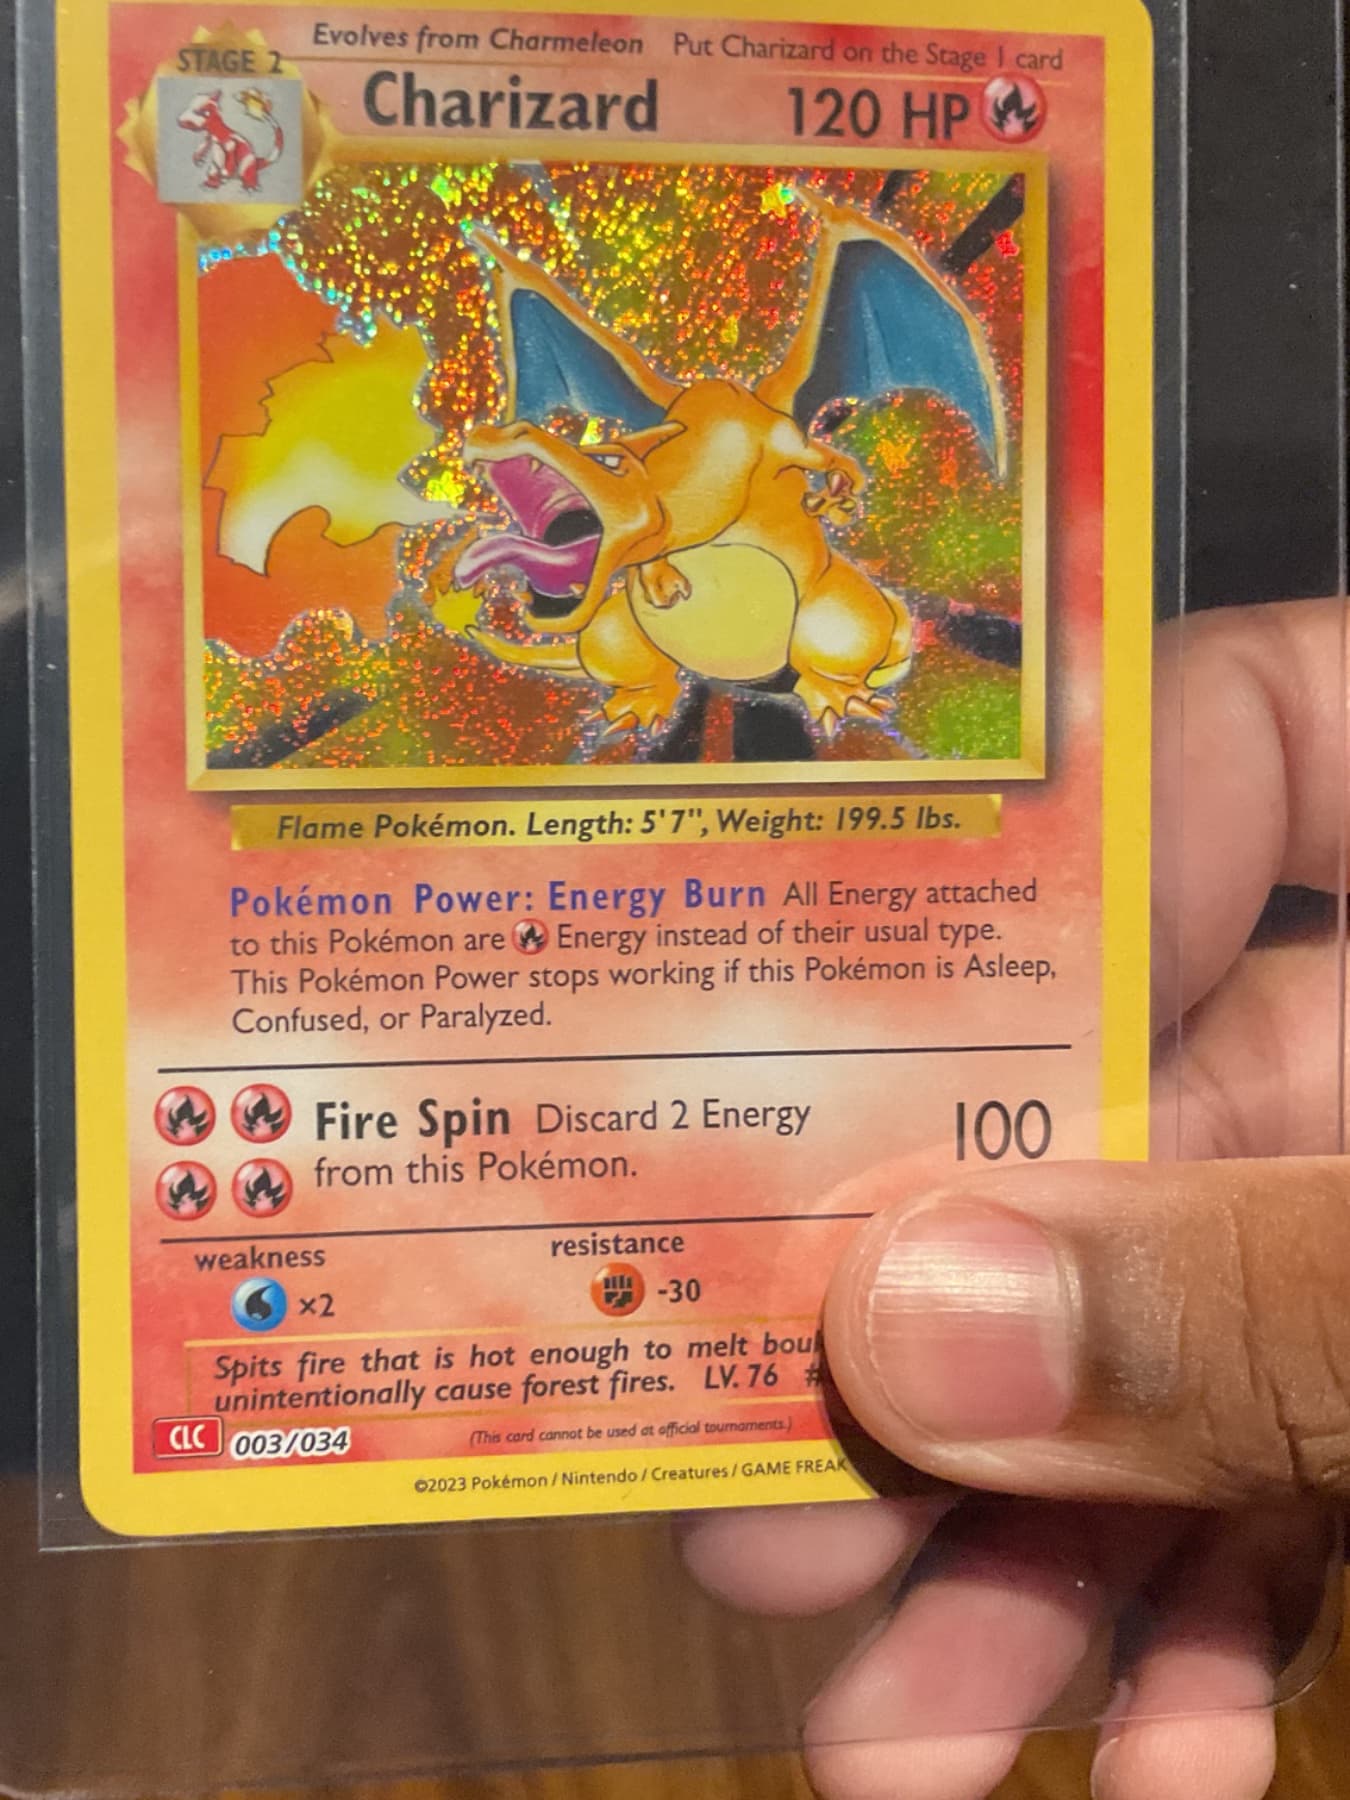 Evolves from Charmeleon Put Charizard on the Stage 1 card
STAGE 2
Charizard 120 HP
Flame Pokémon. Length: 5'7", Weight: 199.5 lbs.
Pokémon Power: Energy Burn All Energy attached
to this Pokémon are Energy instead of their usual type.
This Pokémon Power stops working if this Pokémon is Asleep,
Confused, or Paralyzed.
Fire Spin Discard 2 Energy 100
from this Pokémon.
weakness resistance
×2 -30
Spits fire that is hot enough to melt
unintentionally cause forest fires. LV. 76 #
CLC 003/034 (This card cannot be used at official tournaments.)
©2023 Pokémon / Nintendo / Creatures / GAME FREAK